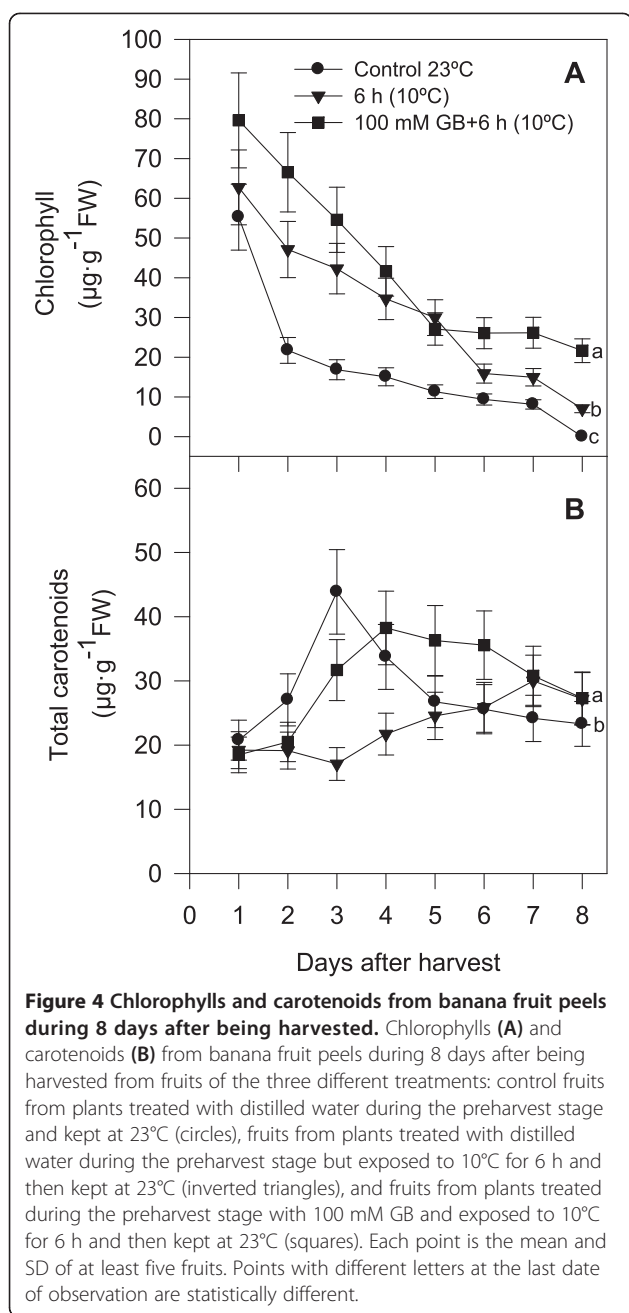 100
90
80
70
60
50
40
30
20
10
0
Chlorophyll
(µg·g⁻¹FW)
Control 23ºC
6 h (10ºC)
100 mM GB+6 h (10ºC)
A
a
b
c
60
50
40
30
20
10
0
Total carotenoids
(µg·g⁻¹FW)
B
a
b
0 1 2 3 4 5 6 7 8
Days after harvest
Figure 4 Chlorophylls and carotenoids from banana fruit peels
during 8 days after being harvested. Chlorophylls (A) and
carotenoids (B) from banana fruit peels during 8 days after being
harvested from fruits of the three different treatments: control fruits
from plants treated with distilled water during the preharvest stage
and kept at 23°C (circles), fruits from plants treated with distilled
water during the preharvest stage but exposed to 10°C for 6 h and
then kept at 23°C (inverted triangles), and fruits from plants treated
during the preharvest stage with 100 mM GB and exposed to 10°C
for 6 h and then kept at 23°C (squares). Each point is the mean and
SD of at least five fruits. Points with different letters at the last date
of observation are statistically different.